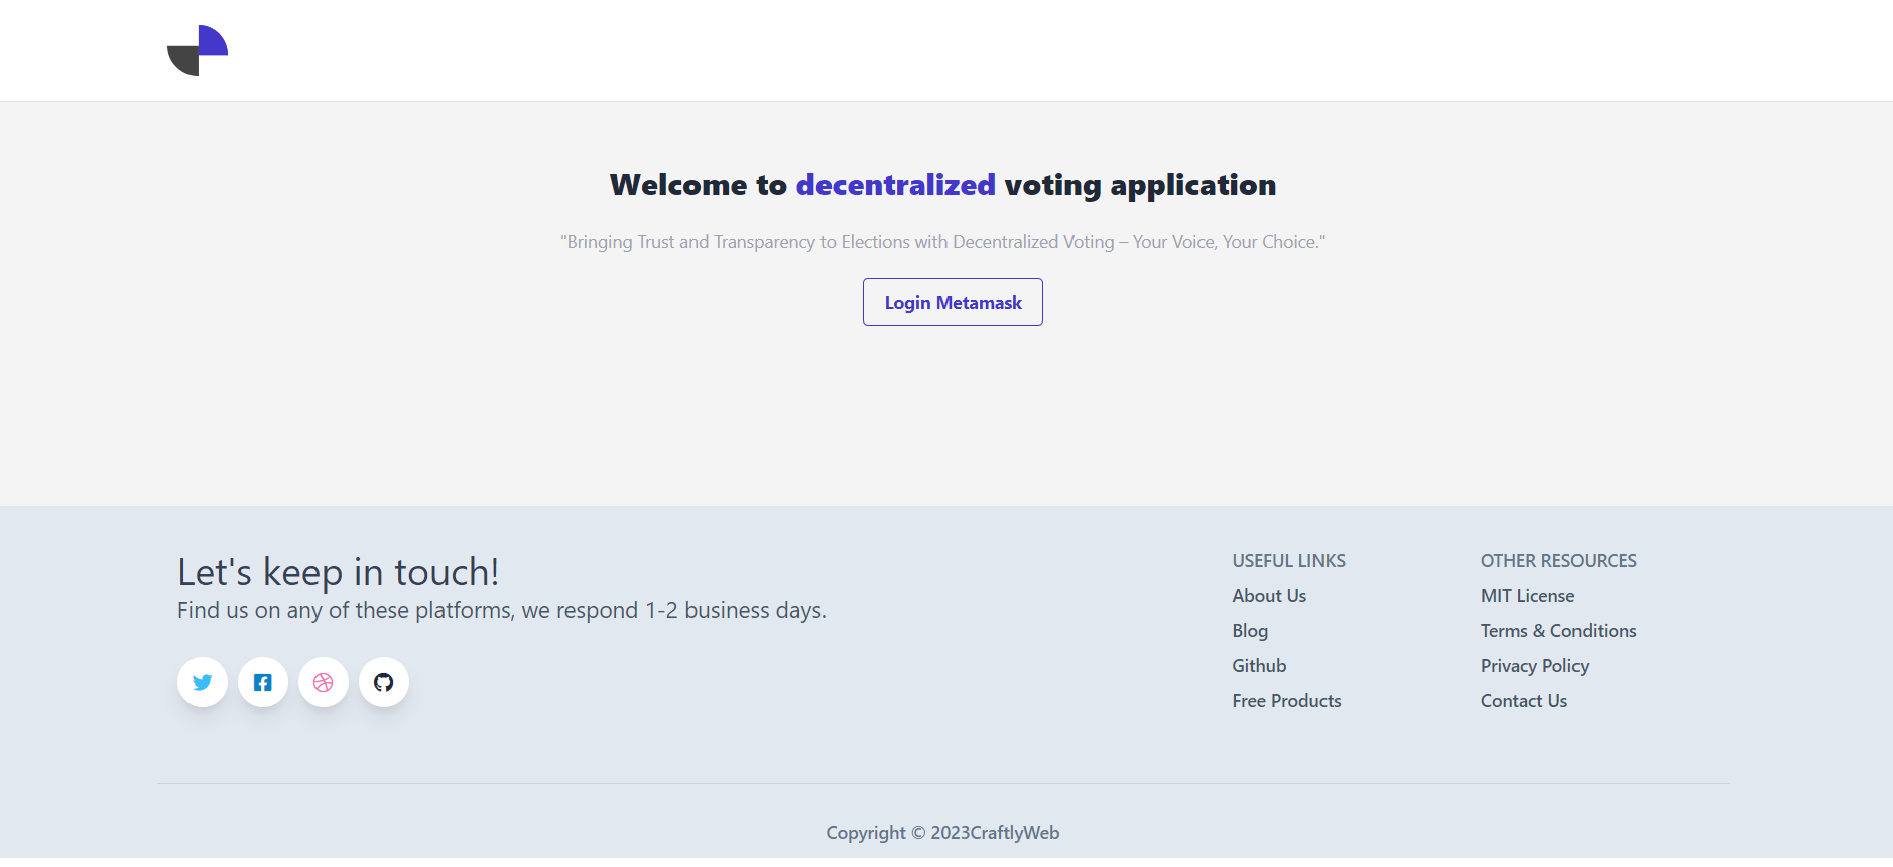 Welcome to decentralized voting application
"Bringing Trust and Transparency to Elections with Decentralized Voting – Your Voice, Your Choice."
Login Metamask
Let's keep in touch!
Find us on any of these platforms, we respond 1-2 business days.
USEFUL LINKS
About Us
Blog
Github
Free Products
OTHER RESOURCES
MIT License
Terms & Conditions
Privacy Policy
Contact Us
Copyright © 2023CraftlyWeb